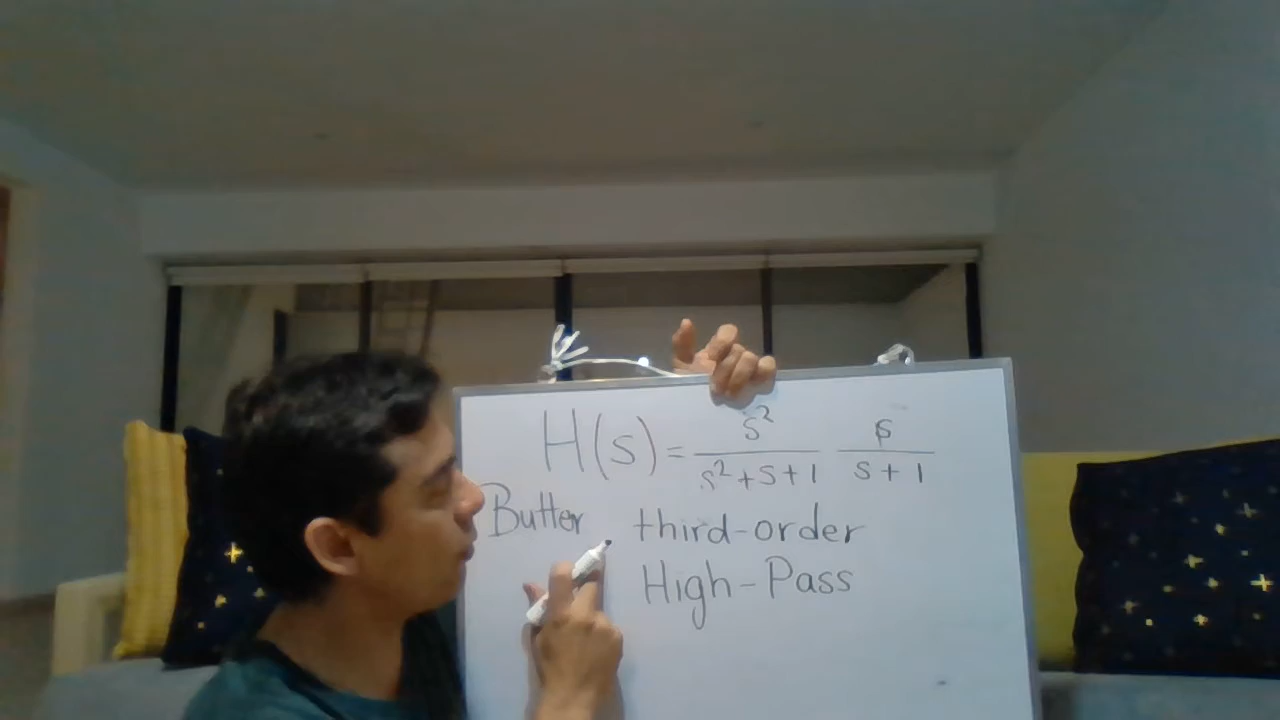 H(s) = s²/(s²+s+1) s/(s+1)
Butter third-order
High-Pass